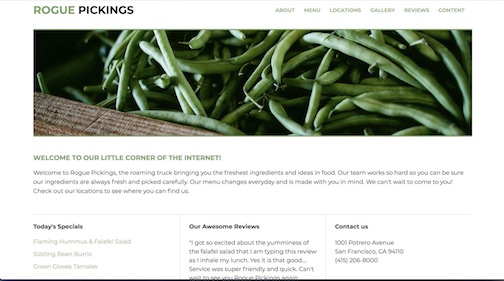 ROGUE PICKINGS
ABOUT MENU LOCATIONS GALLERY REVIEWS CONTENT
WELCOME TO OUR LITTLE CORNER OF THE INTERNET!
Welcome to Rogue Pickings, the roaming truck bringing you the freshest ingredients and ideas in food. Our team works so hard so you can be sure
our ingredients are always fresh and picked carefully. Our menu changes everyday and is made with you in mind. We can't wait to come to you!
Check out our locations to see where you can find us.
Today's Specials
Flaming Hummus & Falafel Salad
Sizzling Bean Burrito
Green Gloves Tamales
Our Awesome Reviews
"I got so excited about the yumminess of
the falafel salad that I am typing this review
as I inhale my lunch. Yes it is that good...
Service was super friendly and quick. Can't
wait to see you Rogue Pickings again
Contact us
1001 Potrero Avenue
San Francisco, CA 94110
(415) 206-8000